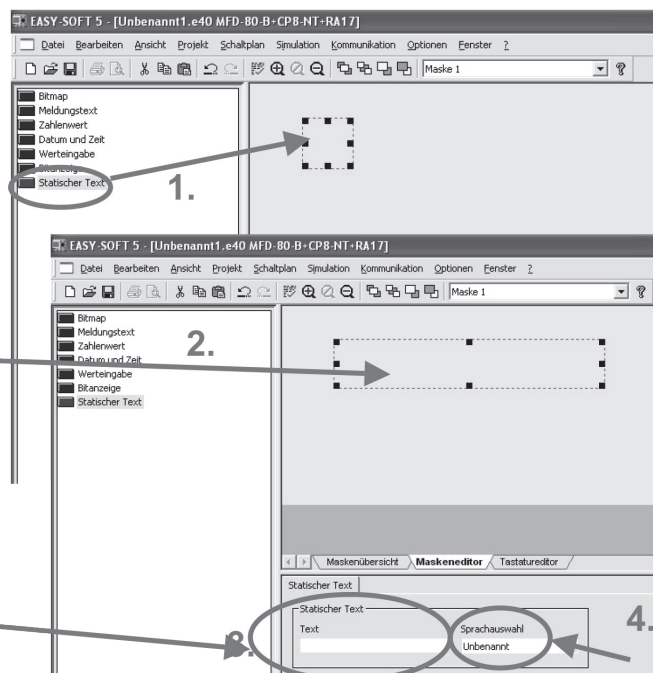 EASY-SOFT 5 - [Unbenannt1.e40 MFD-80-B+CP8-NT+RA17]
Datei Bearbeiten Ansicht Projekt Schaltplan Simulation Kommunikation Optionen Fenster ?
Maske 1
Bitmap
Meldungstext
Zahlenwert
Datum und Zeit
Werteingabe
Bitanzeige
Statischer Text
1.
EASY-SOFT 5 - [Unbenannt1.e40 MFD-80-B+CP8-NT+RA17]
Datei Bearbeiten Ansicht Projekt Schaltplan Simulation Kommunikation Optionen Fenster ?
Maske 1
Bitmap
Meldungstext
Zahlenwert
Datum und Zeit
Werteingabe
Bitanzeige
Statischer Text
2.
Maskenübersicht Maskeneditor Tastatureditor
Statischer Text
Statischer Text
Text Sprachauswahl
Unbenannt
3.
4.